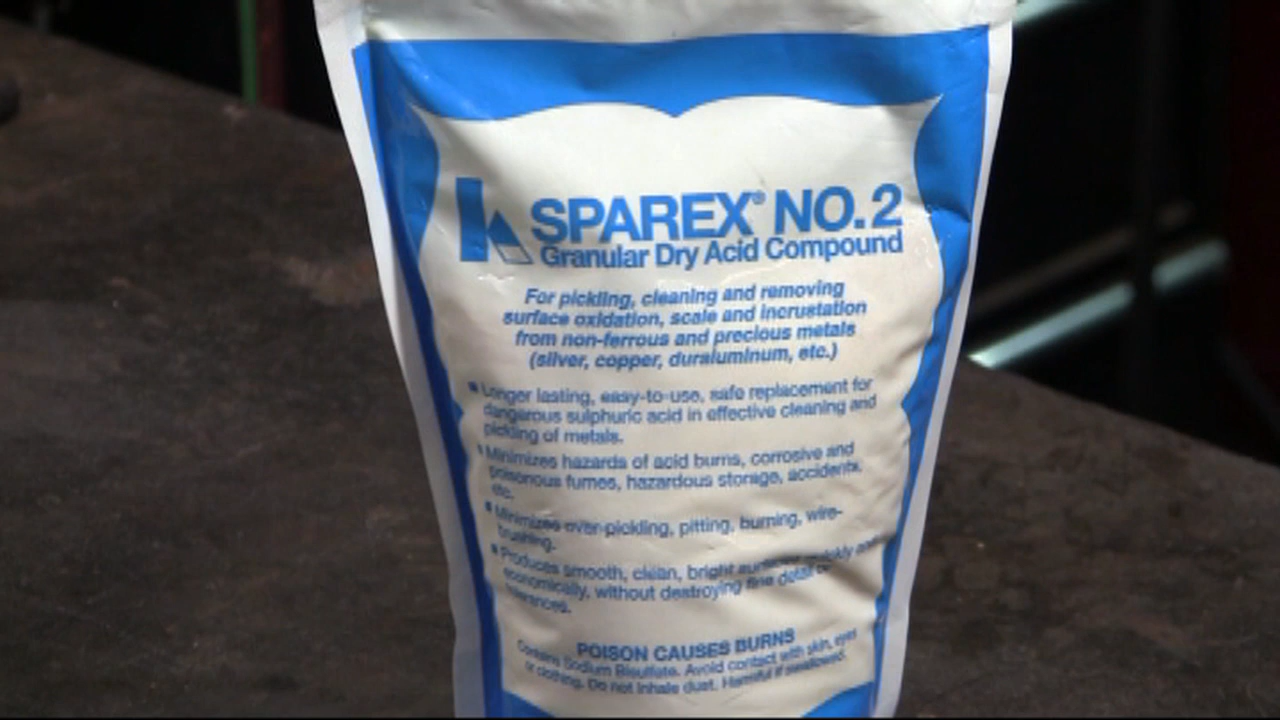 SPAREX® NO. 2
Granular Dry Acid Compound
For pickling, cleaning and removing
surface oxidation, scale and incrustation
from non-ferrous and precious metals
(silver, copper, duraluminum, etc.)
■ Longer lasting, easy-to-use, safe replacement for
dangerous sulphuric acid in effective cleaning and
pickling of metals.
■ Minimizes hazards of acid burns, corrosive and
poisonous fumes, hazardous storage, accidents,
etc.
■ Minimizes over-pickling, pitting, burning, wire-
brushing.
■ Produces smooth, clean, bright surfaces quickly and
economically, without destroying fine detail or
tolerances.
POISON CAUSES BURNS
Contains Sodium Bisulfate. Avoid contact with skin, eyes
or clothing. Do not inhale dust. Harmful if swallowed.